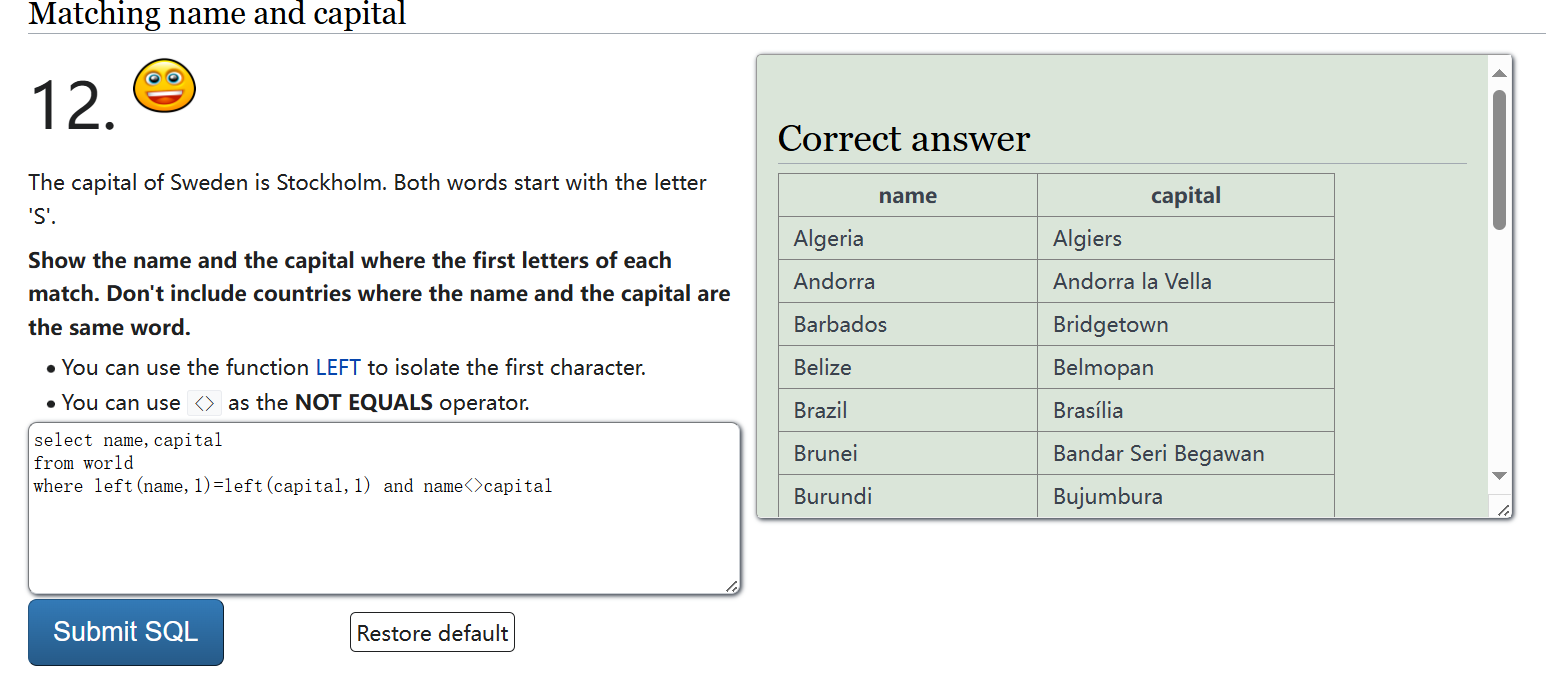 Matching name and capital
12.
The capital of Sweden is Stockholm. Both words start with the letter
'S'.
Show the name and the capital where the first letters of each
match. Don't include countries where the name and the capital are
the same word.
• You can use the function LEFT to isolate the first character.
• You can use <> as the NOT EQUALS operator.
select name,capital
from world
where left(name,1)=left(capital,1) and name<>capital
Submit SQL
Restore default
Correct answer
name capital
Algeria Algiers
Andorra Andorra la Vella
Barbados Bridgetown
Belize Belmopan
Brazil Brasília
Brunei Bandar Seri Begawan
Burundi Bujumbura